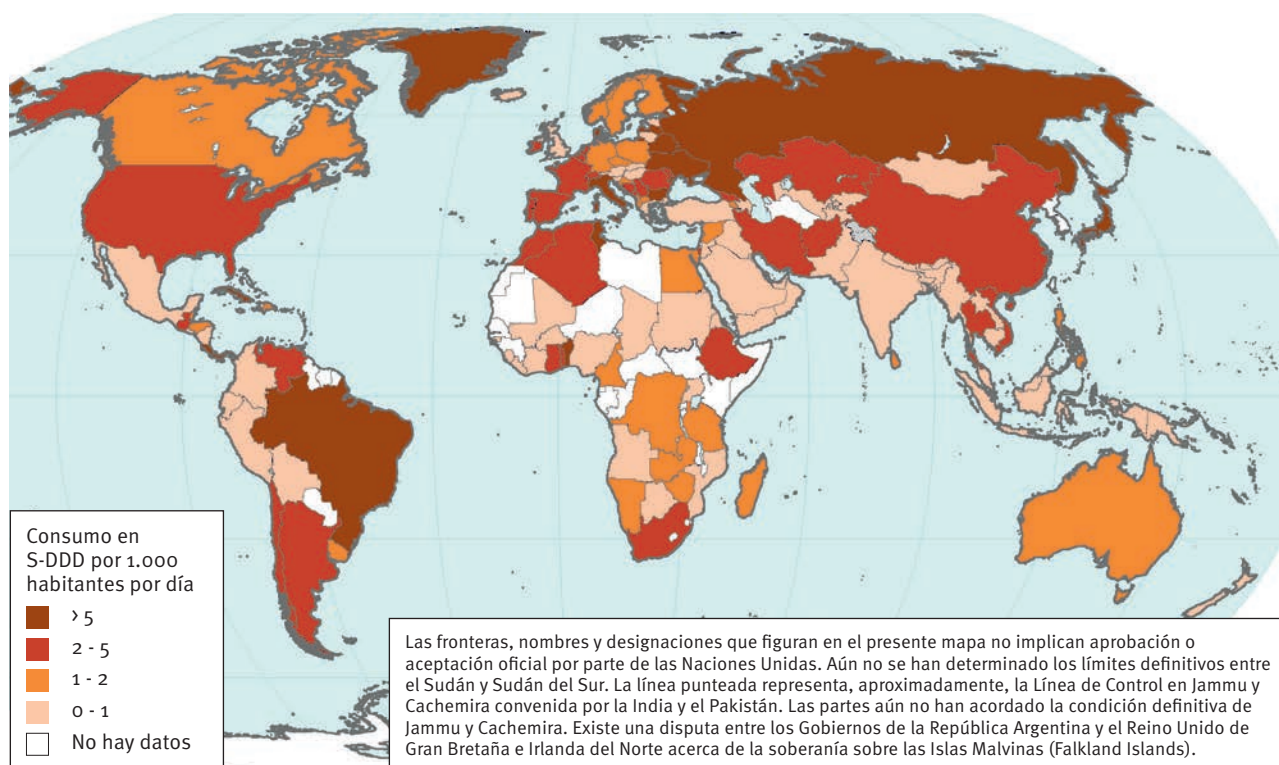 Consumo en
S-DDD por 1.000
habitantes por día
› 5
2 - 5
1 - 2
0 - 1
No hay datos
Las fronteras, nombres y designaciones que figuran en el presente mapa no implican aprobación o
aceptación oficial por parte de las Naciones Unidas. Aún no se han determinado los límites definitivos entre
el Sudán y Sudán del Sur. La línea punteada representa, aproximadamente, la Línea de Control en Jammu y
Cachemira convenida por la India y el Pakistán. Las partes aún no han acordado la condición definitiva de
Jammu y Cachemira. Existe una disputa entre los Gobiernos de la República Argentina y el Reino Unido de
Gran Bretaña e Irlanda del Norte acerca de la soberanía sobre las Islas Malvinas (Falkland Islands).